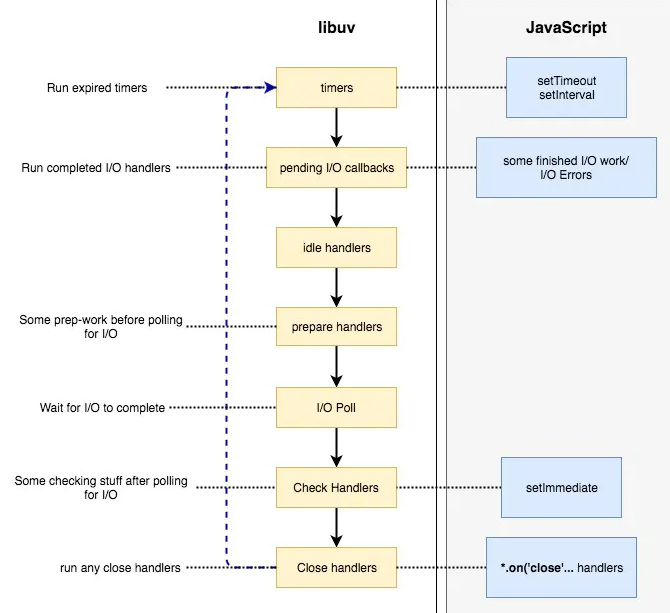 libuv
JavaScript
Run expired timers
timers
setTimeout
setInterval
Run completed I/O handlers
pending I/O callbacks
some finished I/O work/
I/O Errors
idle handlers
Some prep-work before polling
for I/O
prepare handlers
Wait for I/O to complete
I/O Poll
Some checking stuff after polling
for I/O
Check Handlers
setImmediate
run any close handlers
Close handlers
*.on('close'... handlers